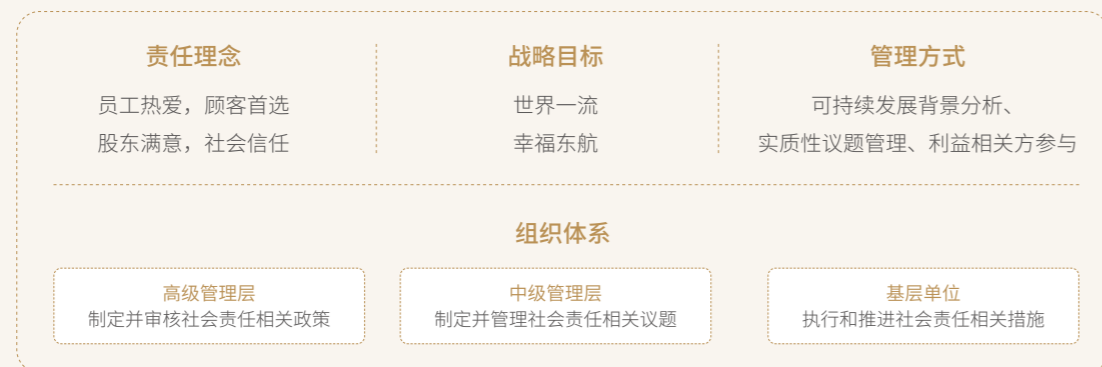 责任理念
员工热爱，顾客首选
股东满意，社会信任
战略目标
世界一流
幸福东航
管理方式
可持续发展背景分析、
实质性议题管理、利益相关方参与
组织体系
高级管理层
制定并审核社会责任相关政策
中级管理层
制定并管理社会责任相关议题
基层单位
执行和推进社会责任相关措施